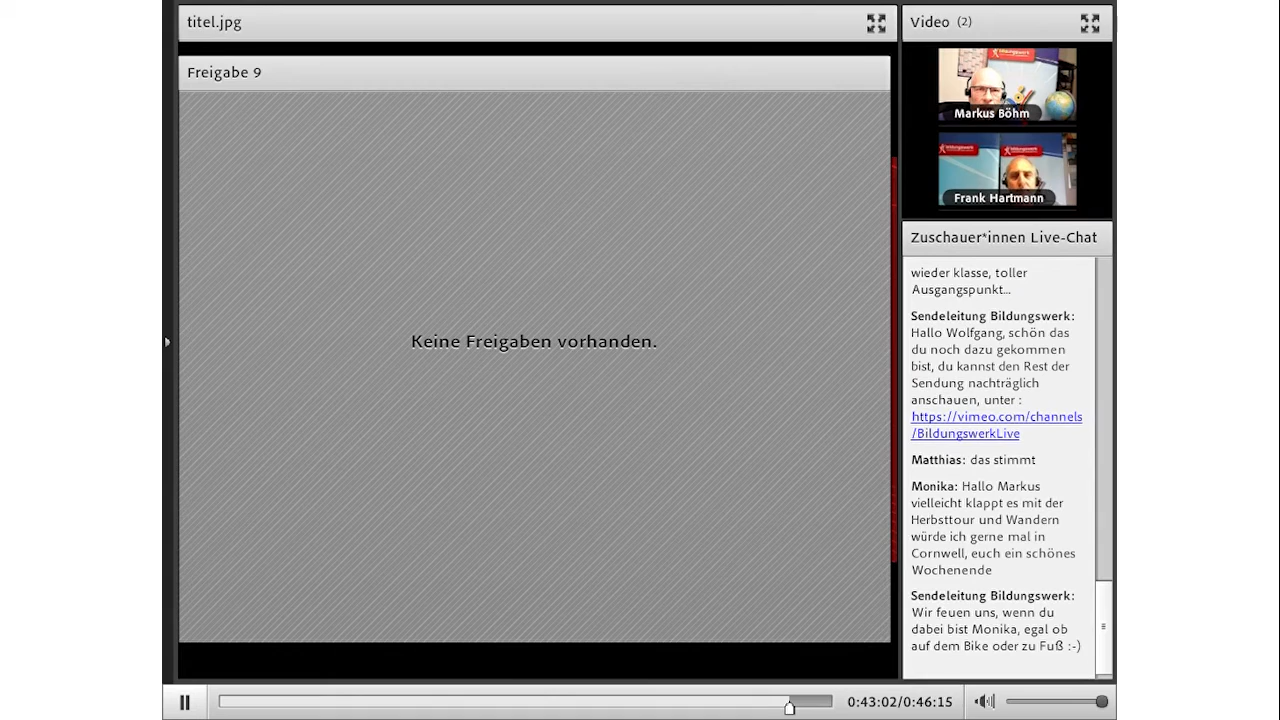 titel.jpg
Freigabe 9
Keine Freigaben vorhanden.
Video (2)
Markus Böhm
Frank Hartmann
Zuschauer*innen Live-Chat
wieder klasse, toller
Ausgangspunkt...
Sendeleitung Bildungswerk:
Hallo Wolfgang, schön das
du noch dazu gekommen
bist, du kannst den Rest der
Sendung nachträglich
anschauen, unter :
https://vimeo.com/channels
/BildungswerkLive
Matthias: das stimmt
Monika: Hallo Markus
vielleicht klappt es mit der
Herbsttour und Wandern
würde ich gerne mal in
Cornwell, euch ein schönes
Wochenende
Sendeleitung Bildungswerk:
Wir feuen uns, wenn du
dabei bist Monika, egal ob
auf dem Bike oder zu Fuß :-)
0:43:02/0:46:15